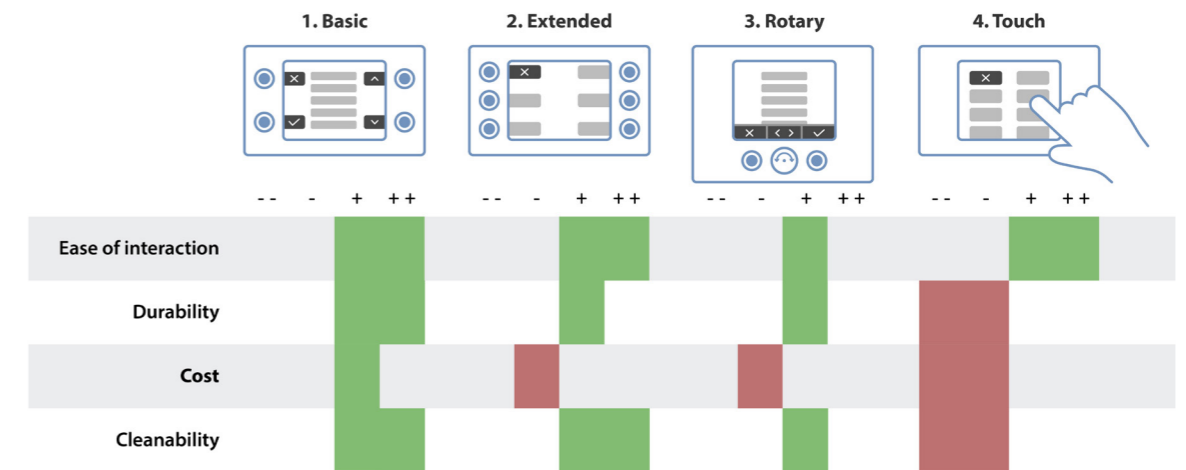 1. Basic 2. Extended 3. Rotary 4. Touch
-- - + ++ -- - + ++ -- - + ++ -- - + ++
Ease of interaction
Durability
Cost
Cleanability